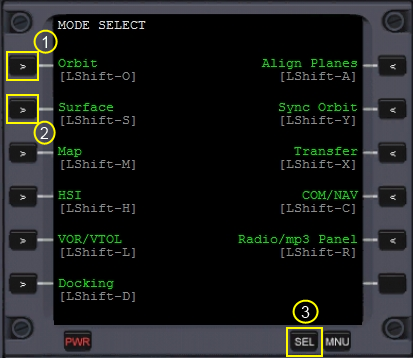 MODE SELECT
1
> Orbit Align Planes <
[LShift-O] [LShift-A]
> Surface Sync Orbit <
[LShift-S] [LShift-Y]
2
> Map Transfer <
[LShift-M] [LShift-X]
> HSI COM/NAV <
[LShift-H] [LShift-C]
> VOR/VTOL Radio/mp3 Panel <
[LShift-L] [LShift-R]
> Docking
[LShift-D]
3
PWR SEL MNU